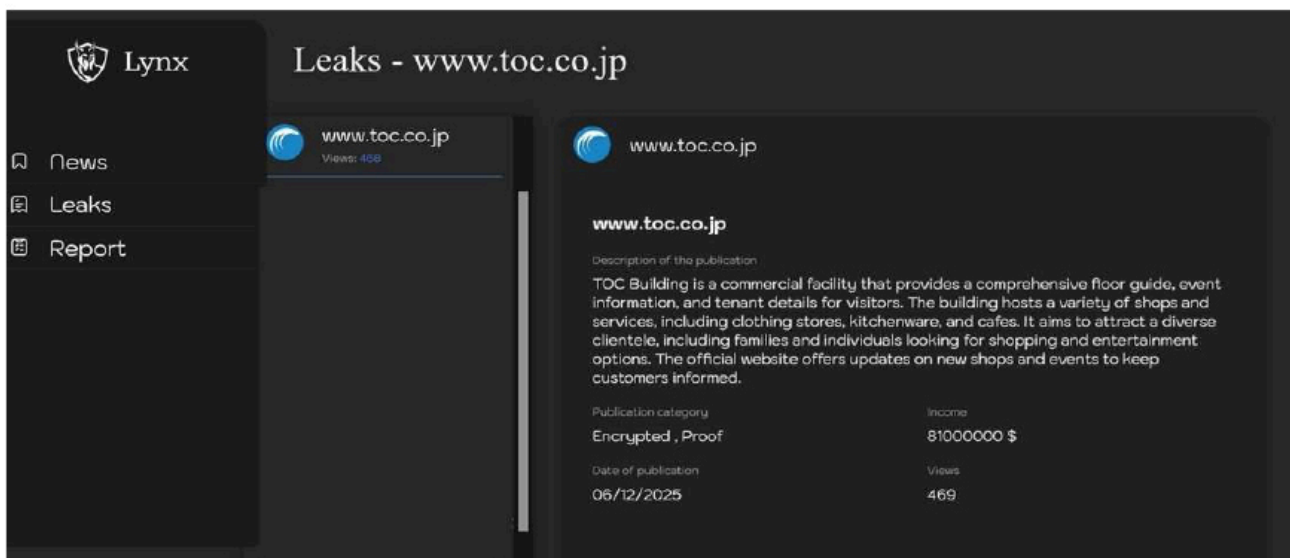 Lynx
Leaks - www.toc.co.jp
News
Leaks
Report
www.toc.co.jp
Views: 468
www.toc.co.jp
www.toc.co.jp
Description of the publication
TOC Building is a commercial facility that provides a comprehensive floor guide, event
information, and tenant details for visitors. The building hosts a variety of shops and
services, including clothing stores, kitchenware, and cafes. It aims to attract a diverse
clientele, including families and individuals looking for shopping and entertainment
options. The official website offers updates on new shops and events to keep
customers informed.
Publication category
Income
Encrypted , Proof
81000000 $
Date of publication
Views
06/12/2025
469